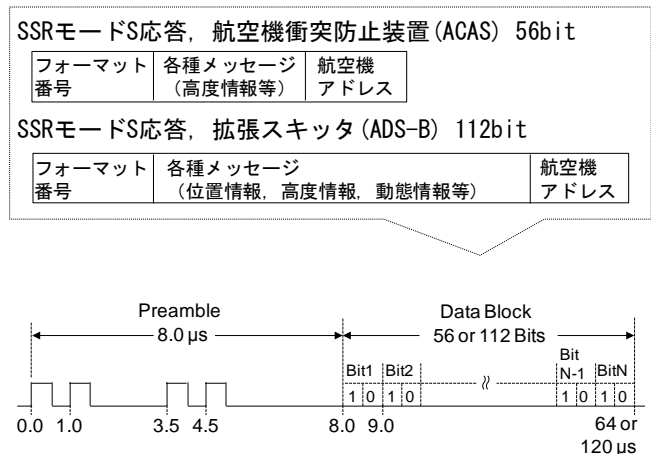 SSRモードS応答, 航空機衝突防止装置(ACAS) 56bit
フォーマット 各種メッセージ 航空機
番号 (高度情報等) アドレス
SSRモードS応答, 拡張スキッタ(ADS-B) 112bit
フォーマット 各種メッセージ 航空機
番号 (位置情報, 高度情報, 動態情報等) アドレス
Preamble Data Block
8.0 μs 56 or 112 Bits
Bit
Bit1 Bit2 N-1 BitN
1 0 1 0 1 0 1 0
0.0 1.0 3.5 4.5 8.0 9.0 64 or
120 μs